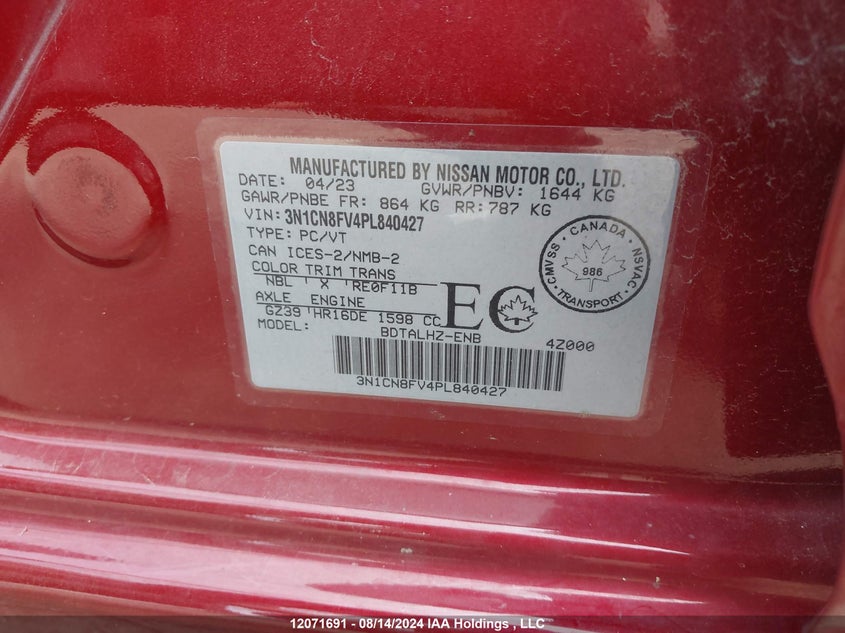 MANUFACTURED BY NISSAN MOTOR CO., LTD.
DATE: 04/23 GVWR/PNBV: 1644 KG
GAWR/PNBE FR: 864 KG RR: 787 KG
VIN: 3N1CN8FV4PL840427
TYPE: PC/VT
CAN ICES-2/NMB-2
COLOR TRIM TRANS
NBL ' X 'RE0F11B
AXLE ENGINE
GZ39 'HR16DE 1598 CC
MODEL: BDTALHZ-ENB 4Z000
EC
CMVSS · CANADA · NSVAC
986
TRANSPORT
3N1CN8FV4PL840427
12071691 - 08/14/2024 IAA Holdings , LLC